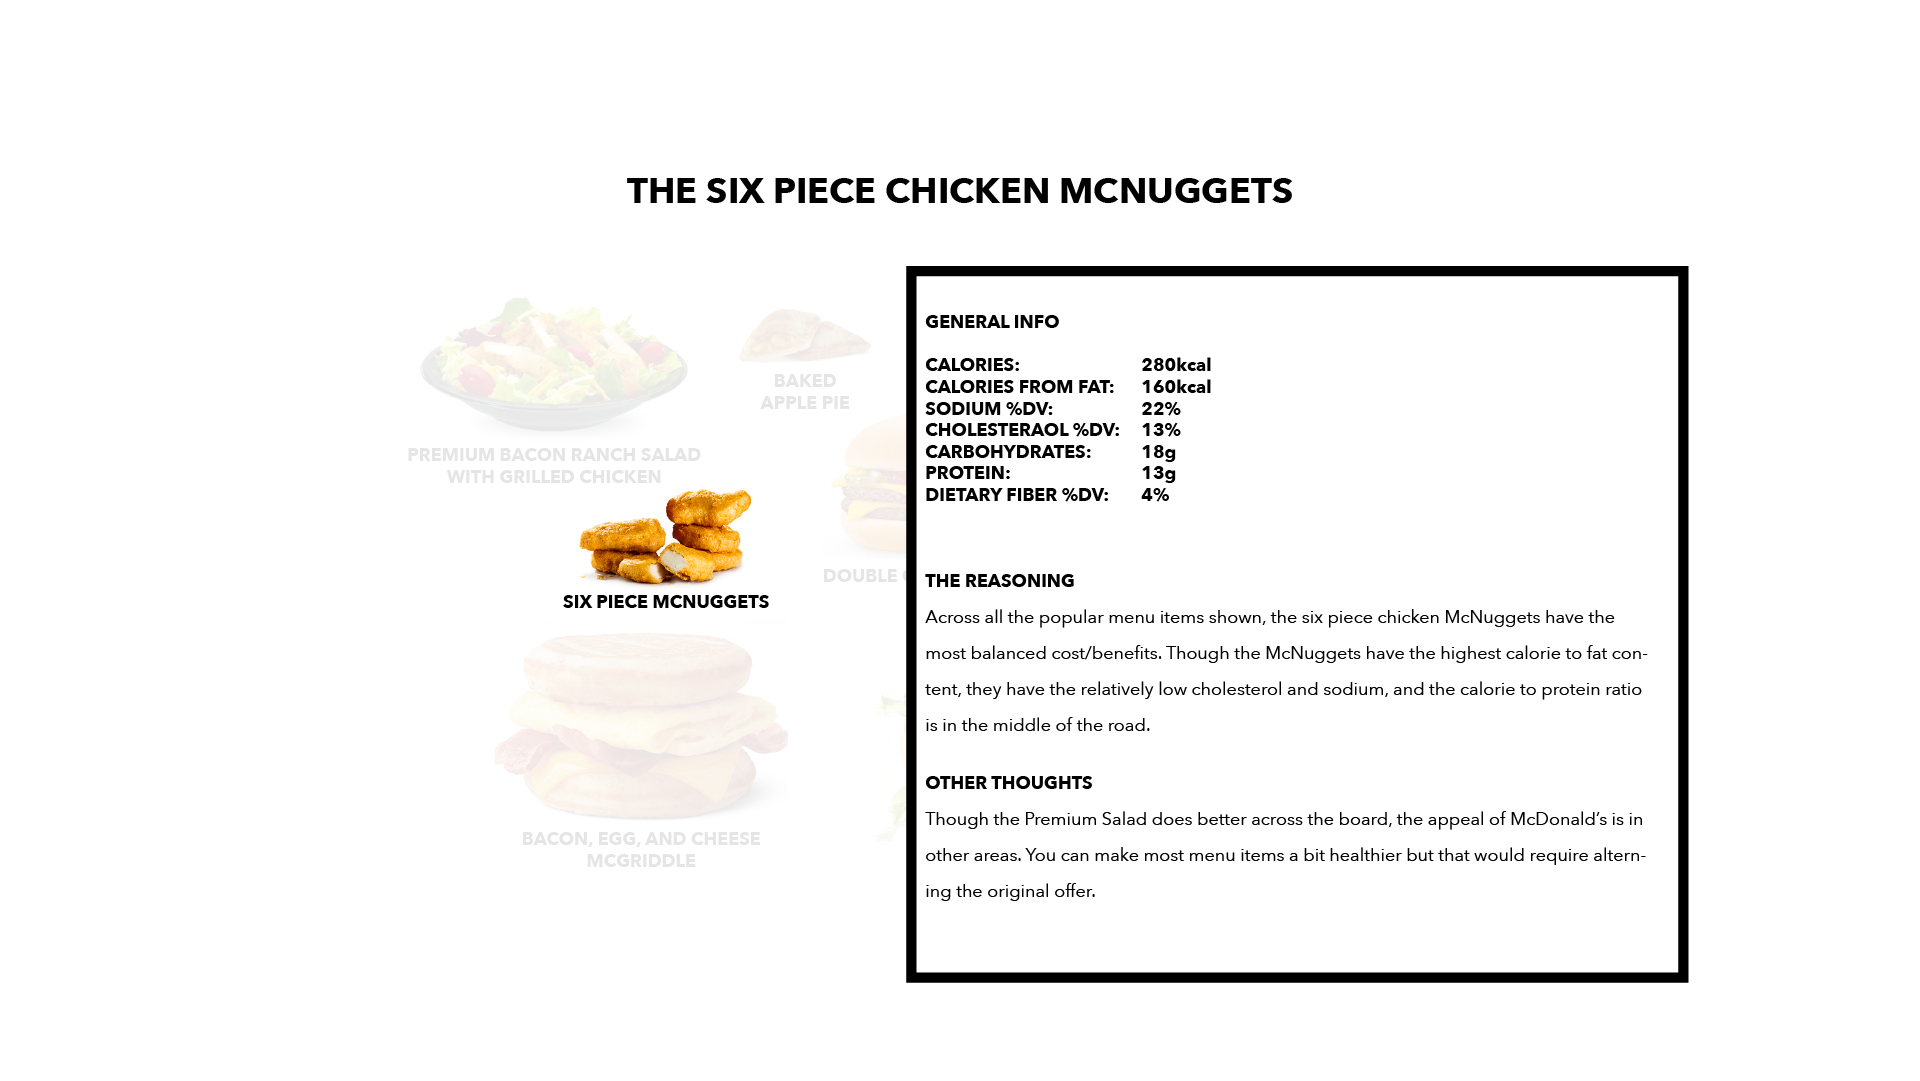 THE SIX PIECE CHICKEN MCNUGGETS
BAKED
APPLE PIE
PREMIUM BACON RANCH SALAD
WITH GRILLED CHICKEN
DOUBLE
SIX PIECE MCNUGGETS
BACON, EGG, AND CHEESE
MCGRIDDLE
GENERAL INFO
CALORIES: 280kcal
CALORIES FROM FAT: 160kcal
SODIUM %DV: 22%
CHOLESTERAOL %DV: 13%
CARBOHYDRATES: 18g
PROTEIN: 13g
DIETARY FIBER %DV: 4%
THE REASONING
Across all the popular menu items shown, the six piece chicken McNuggets have the
most balanced cost/benefits. Though the McNuggets have the highest calorie to fat con-
tent, they have the relatively low cholesterol and sodium, and the calorie to protein ratio
is in the middle of the road.
OTHER THOUGHTS
Though the Premium Salad does better across the board, the appeal of McDonald’s is in
other areas. You can make most menu items a bit healthier but that would require altern-
ing the original offer.